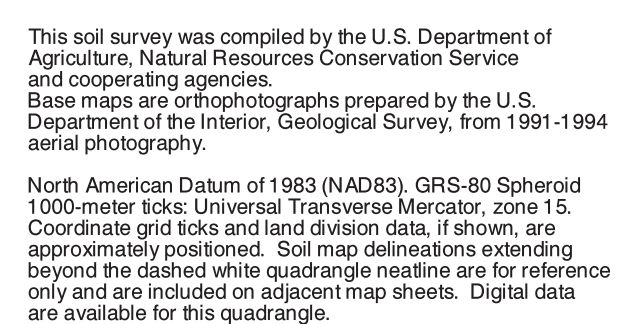 This soil survey was compiled by the U.S. Department of
Agriculture, Natural Resources Conservation Service
and cooperating agencies.
Base maps are orthophotographs prepared by the U.S.
Department of the Interior, Geological Survey, from 1991-1994
aerial photography.

North American Datum of 1983 (NAD83). GRS-80 Spheroid
1000-meter ticks: Universal Transverse Mercator, zone 15.
Coordinate grid ticks and land division data, if shown, are
approximately positioned.  Soil map delineations extending
beyond the dashed white quadrangle neatline are for reference
only and are included on adjacent map sheets.  Digital data
are available for this quadrangle.